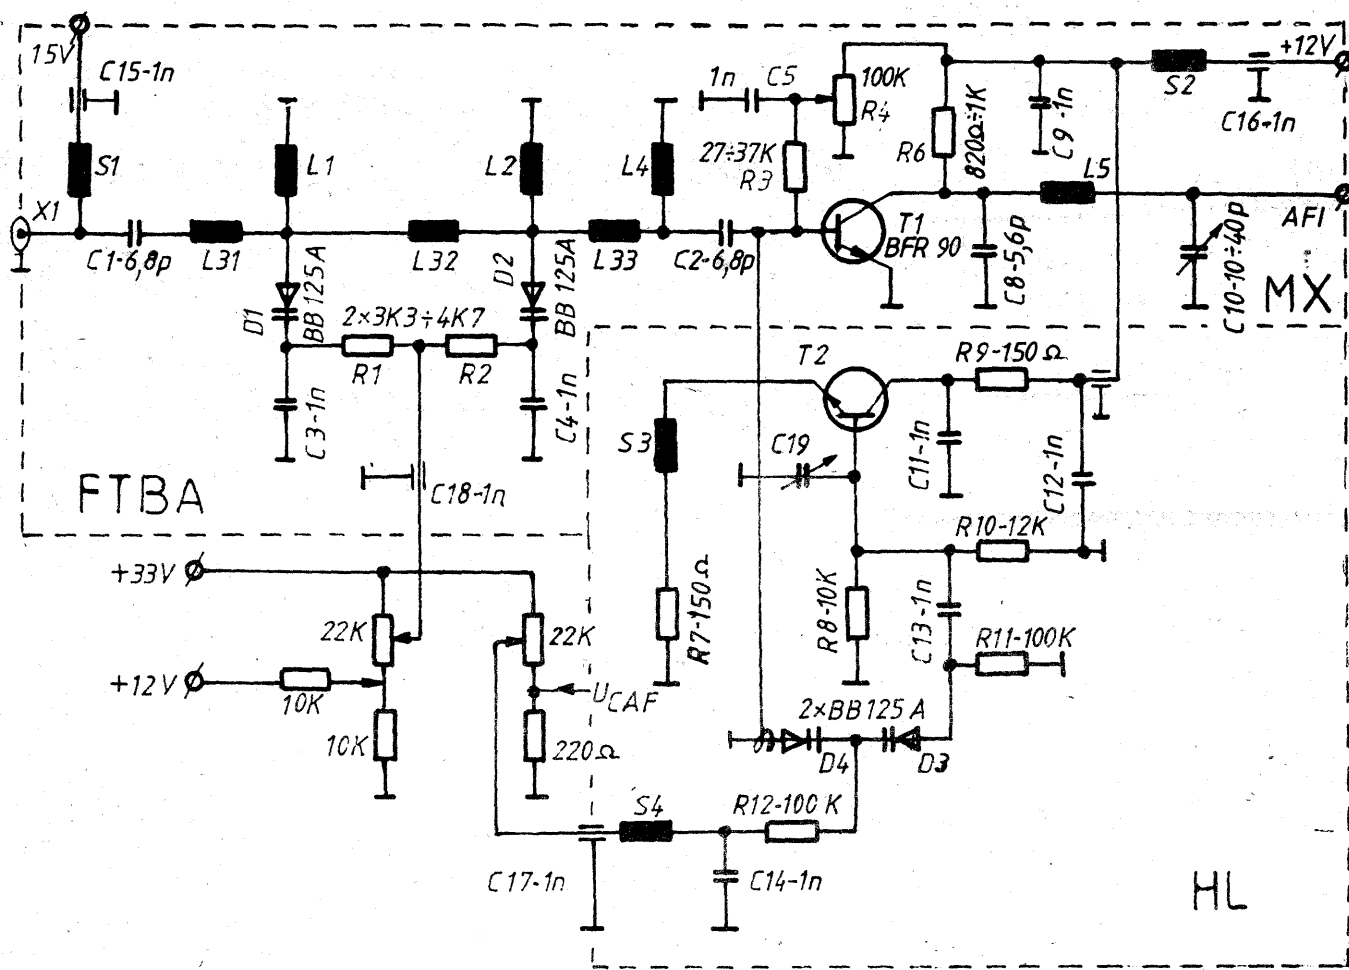 15V
C15-1n
S1
X1
C1-6,8p
L31
L1
D1
BB 125A
L32
L2
D2
BB 125A
L33
L4
C2-6,8p
1n
C5
100K
R4
27÷37K
R3
R6
820Ω÷1K
C9-1n
S2
+12V
C16-1n
L5
AFI
T1
BFR 90
C8-5,6p
C10-10÷40p
MX
2×3K3÷4K7
R1
R2
C3-1n
C4-1n
C18-1n
FTBA
T2
R9-150Ω
S3
C19
C11-1n
C12-1n
R10-12K
R7-150Ω
R8-10K
C13-1n
R11-100K
+33V
22K
22K
+12V
10K
10K
UCAF
220Ω
2×BB125A
D4
D3
S4
R12-100K
C17-1n
C14-1n
HL